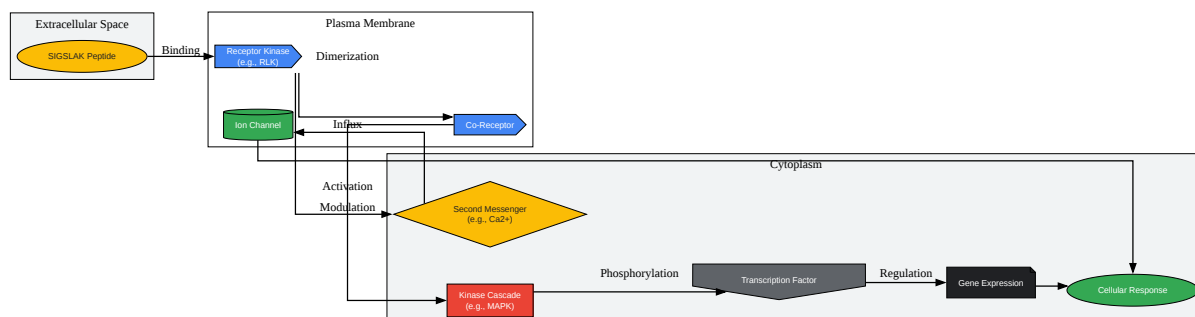 Extracellular Space
SIGSLAK Peptide
Binding
Plasma Membrane
Receptor Kinase
(e.g., RLK)
Dimerization
Ion Channel
Influx
Co-Receptor
Cytoplasm
Activation
Modulation
Second Messenger
(e.g., Ca2+)
Kinase Cascade
(e.g., MAPK)
Phosphorylation
Transcription Factor
Regulation
Gene Expression
Cellular Response